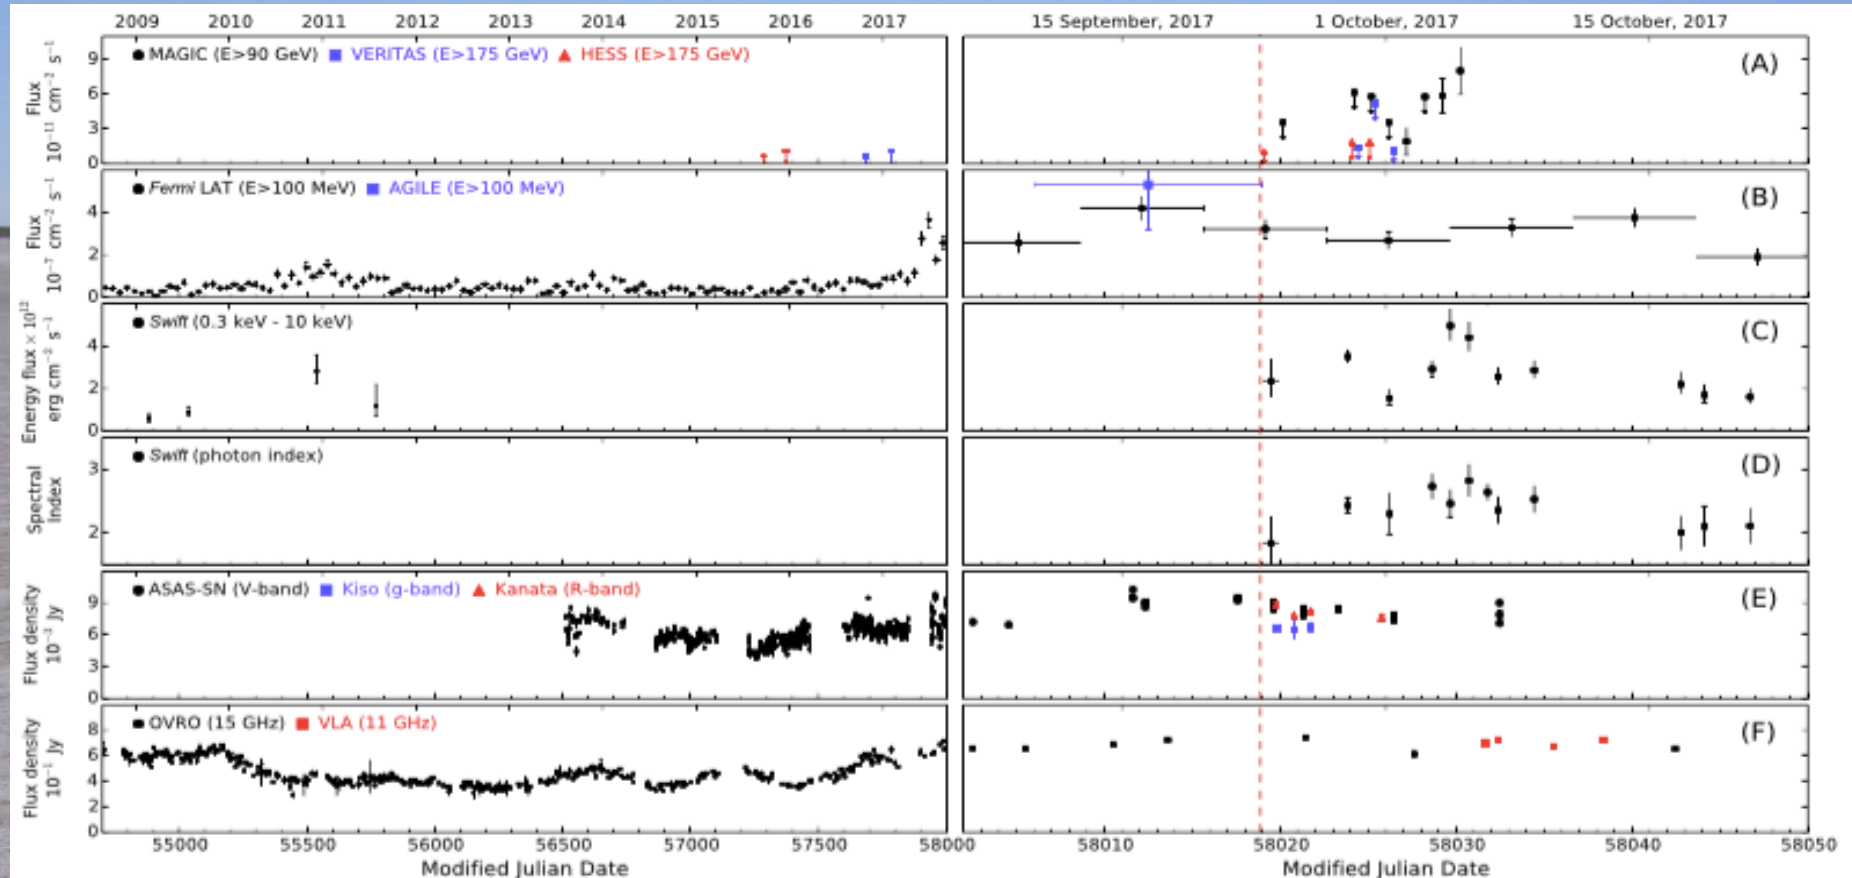 2009 2010 2011 2012 2013 2014 2015 2016 2017 15 September, 2017 1 October, 2017 15 October, 2017
MAGIC (E>90 GeV) VERITAS (E>175 GeV) HESS (E>175 GeV) (A)
Flux
10⁻¹¹ cm⁻² s⁻¹
9
6
3
0
Fermi LAT (E>100 MeV) AGILE (E>100 MeV) (B)
Flux
10⁻⁷ cm⁻² s⁻¹
4
2
0
Swift (0.3 keV - 10 keV) (C)
Energy flux × 10¹²
erg cm⁻² s⁻¹
4
2
0
Swift (photon index) (D)
Spectral
Index
3
2
ASAS-SN (V-band) Kiso (g-band) Kanata (R-band) (E)
Flux density
10⁻³ Jy
9
6
3
0
OVRO (15 GHz) VLA (11 GHz) (F)
Flux density
10⁻¹ Jy
8
6
4
2
0
55000 55500 56000 56500 57000 57500 58000 58010 58020 58030 58040 58050
Modified Julian Date Modified Julian Date